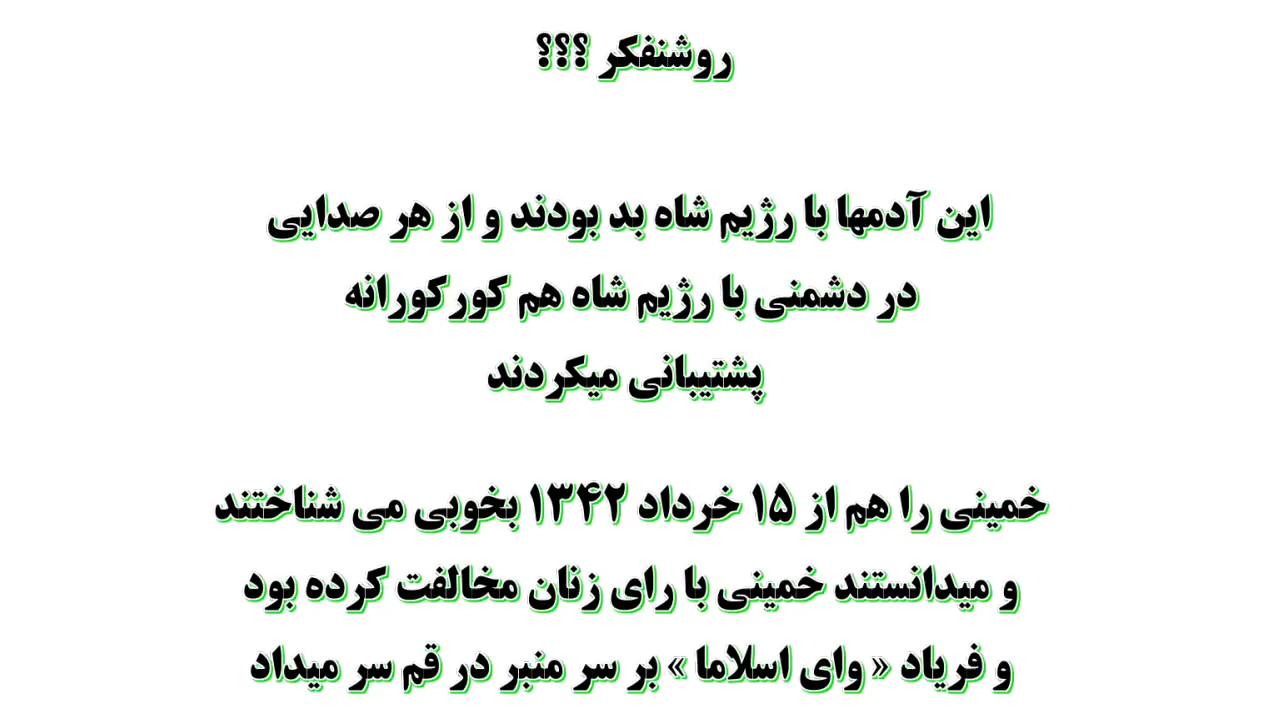 روشنفکر ؟؟؟
این آدمها با رژیم شاه بد بودند و از هر صدایی
در دشمنی با رژیم شاه هم کورکورانه
پشتیبانی میکردند
خمینی را هم از ۱۵ خرداد ۱۳۴۲ بخوبی می شناختند
و میدانستند خمینی با رای زنان مخالفت کرده بود
و فریاد « وای اسلاما » بر سر منبر در قم سر میداد